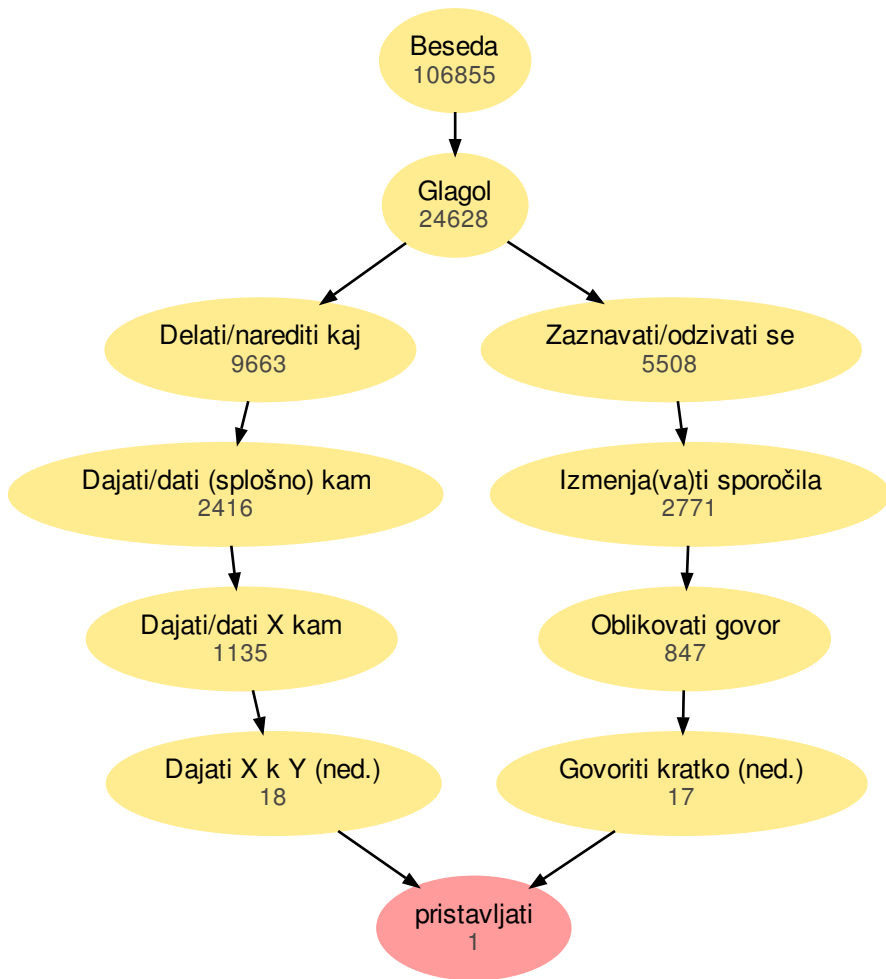 Beseda
106855
Glagol
24628
Delati/narediti kaj
9663
Zaznavati/odzivati se
5508
Dajati/dati (splošno) kam
2416
Izmenja(va)ti sporočila
2771
Dajati/dati X kam
1135
Oblikovati govor
847
Dajati X k Y (ned.)
18
Govoriti kratko (ned.)
17
pristavljati
1